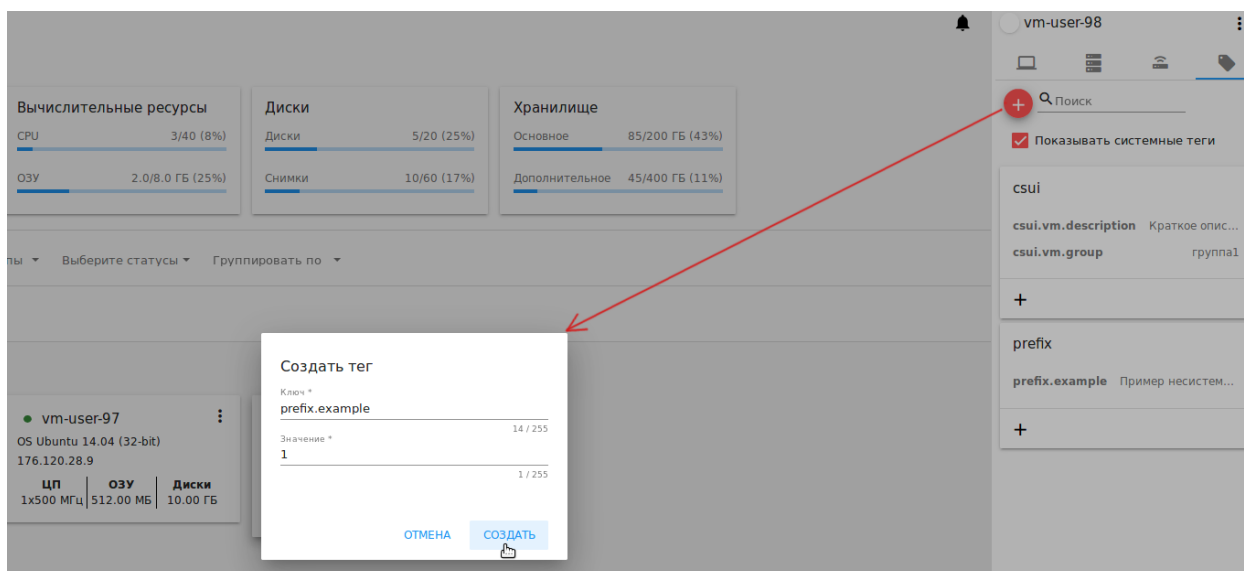 vm-user-98
Вычислительные ресурсы
CPU 3/40 (8%)
ОЗУ 2.0/8.0 ГБ (25%)
Диски
Диски 5/20 (25%)
Снимки 10/60 (17%)
Хранилище
Основное 85/200 ГБ (43%)
Дополнительное 45/400 ГБ (11%)
Поиск
Показывать системные теги
csui
csui.vm.description Краткое опис...
csui.vm.group группа1
+
prefix
prefix.example Пример несистем...
+
Выберите статусы
Группировать по
Создать тег
Ключ *
prefix.example
14 / 255
Значение *
1
1 / 255
ОТМЕНА СОЗДАТЬ
vm-user-97
OS Ubuntu 14.04 (32-bit)
176.120.28.9
ЦП ОЗУ Диски
1x500 МГц 512.00 МБ 10.00 ГБ